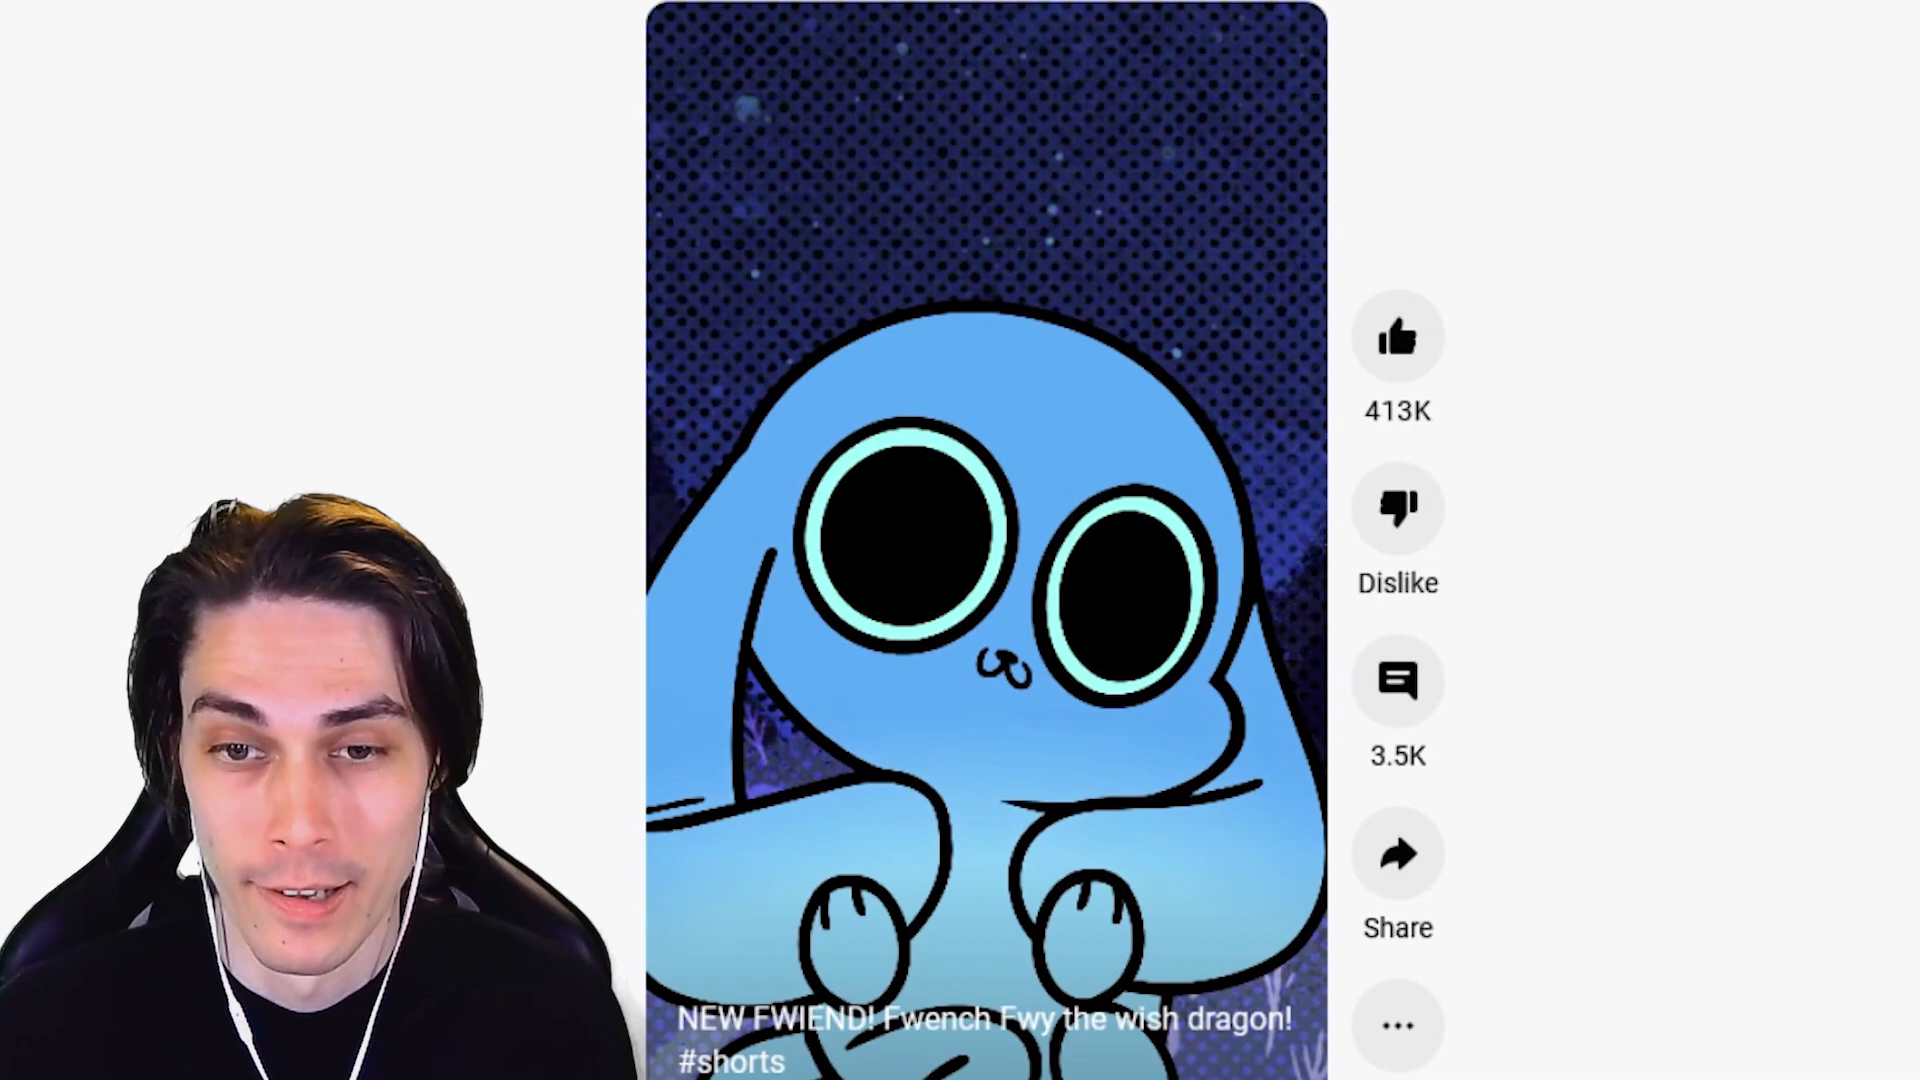 413K
Dislike
3.5K
Share
NEW FWIEND! Fwench Fwy the wish dragon!
#shorts